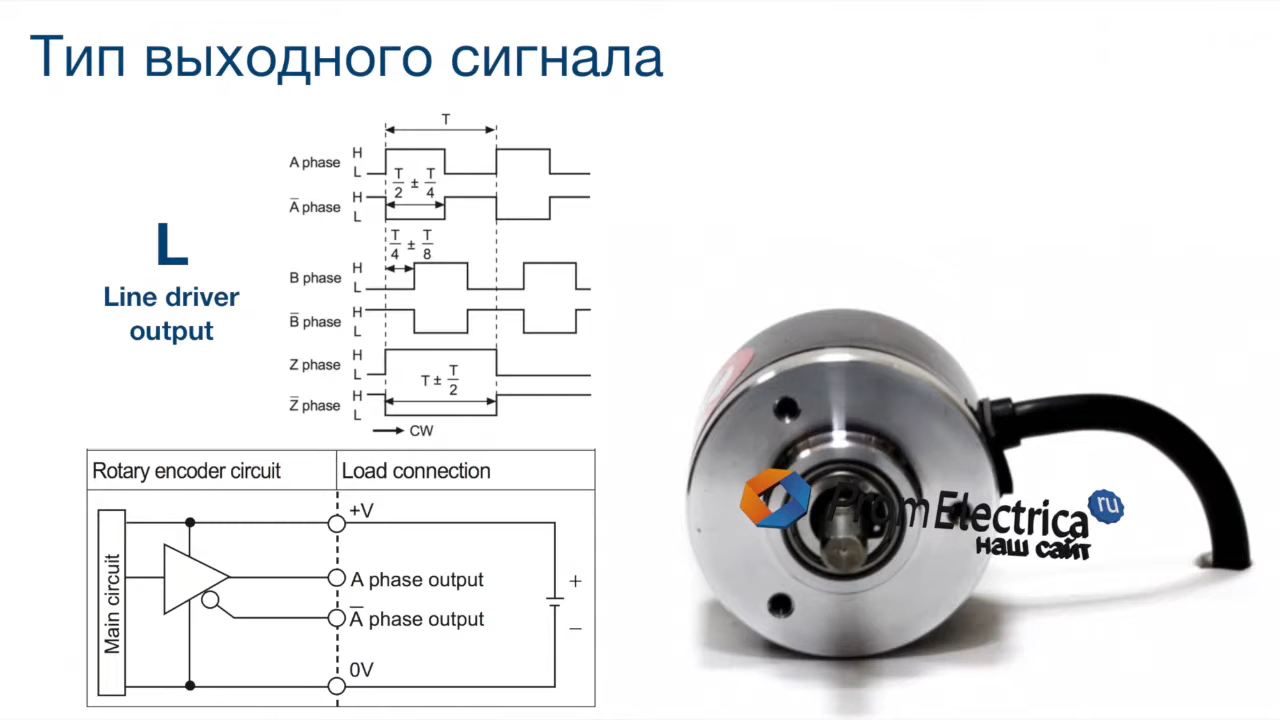 Тип выходного сигнала
L
Line driver
output
T
A phase H L
T/2 ± T/4
A̅ phase H L
T/4 ± T/8
B phase H L
B̅ phase H L
Z phase H L
T ± T/2
Z̅ phase H L
CW
Rotary encoder circuit
Load connection
Main circuit
+V
A phase output
A̅ phase output
0V
+
−
PromElectrica ru
наш сайт